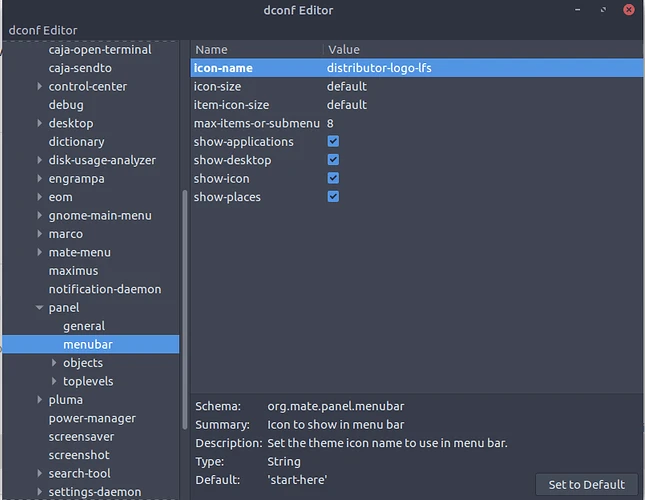 dconf Editor
dconf Editor
caja-open-terminal
caja-sendto
control-center
debug
desktop
dictionary
disk-usage-analyzer
engrampa
eom
gnome-main-menu
marco
mate-menu
maximus
notification-daemon
panel
general
menubar
objects
toplevels
pluma
power-manager
screensaver
screenshot
search-tool
settings-daemon
Name Value
icon-name distributor-logo-lfs
icon-size default
item-icon-size default
max-items-or-submenu 8
show-applications
show-desktop
show-icon
show-places
Schema: org.mate.panel.menubar
Summary: Icon to show in menu bar
Description: Set the theme icon name to use in menu bar.
Type: String
Default: 'start-here'
Set to Default